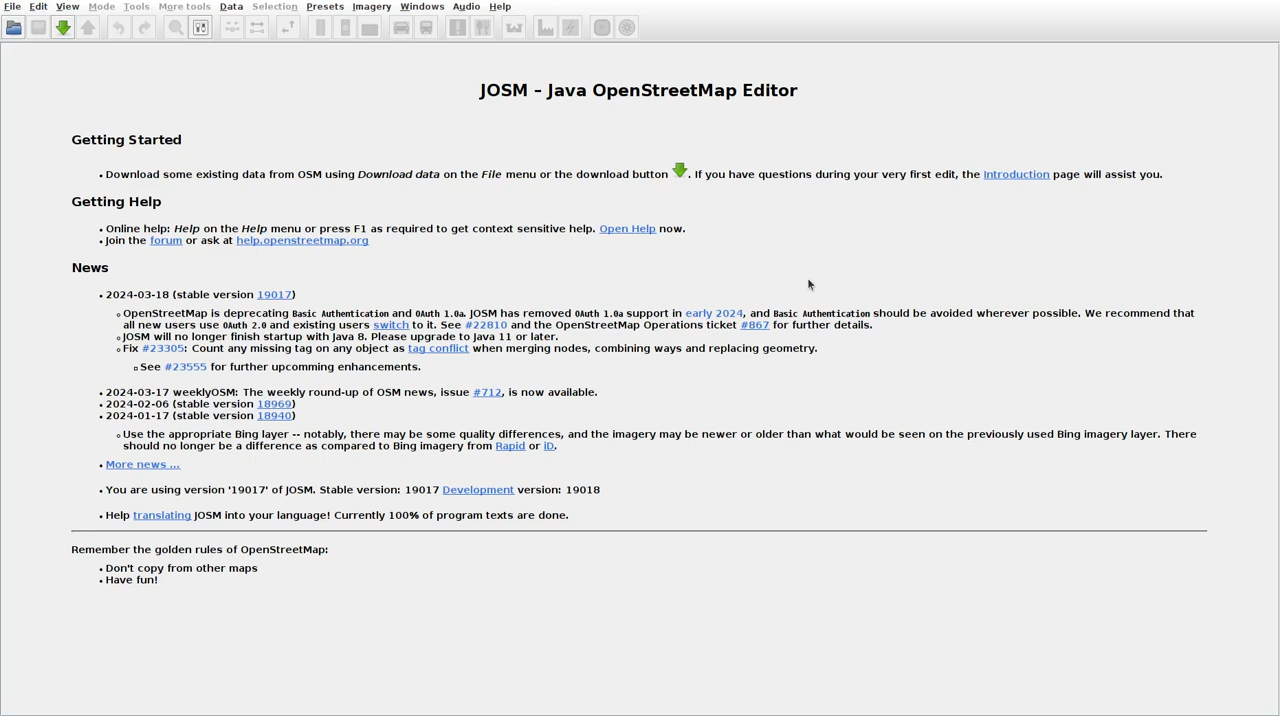 File Edit View Mode Tools More tools Data Selection Presets Imagery Windows Audio Help
JOSM – Java OpenStreetMap Editor
Getting Started
Download some existing data from OSM using Download data on the File menu or the download button . If you have questions during your very first edit, the Introduction page will assist you.
Getting Help
Online help: Help on the Help menu or press F1 as required to get context sensitive help. Open Help now.
Join the forum or ask at help.openstreetmap.org
News
2024-03-18 (stable version 19017)
OpenStreetMap is deprecating Basic Authentication and OAuth 1.0a. JOSM has removed OAuth 1.0a support in early 2024, and Basic Authentication should be avoided wherever possible. We recommend that
all new users use OAuth 2.0 and existing users switch to it. See #22810 and the OpenStreetMap Operations ticket #867 for further details.
JOSM will no longer finish startup with Java 8. Please upgrade to Java 11 or later.
Fix #23305: Count any missing tag on any object as tag conflict when merging nodes, combining ways and replacing geometry.
See #23555 for further upcomming enhancements.
2024-03-17 weeklyOSM: The weekly round-up of OSM news, issue #712, is now available.
2024-02-06 (stable version 18969)
2024-01-17 (stable version 18940)
Use the appropriate Bing layer -- notably, there may be some quality differences, and the imagery may be newer or older than what would be seen on the previously used Bing imagery layer. There
should no longer be a difference as compared to Bing imagery from Rapid or iD.
More news ...
You are using version '19017' of JOSM. Stable version: 19017 Development version: 19018
Help translating JOSM into your language! Currently 100% of program texts are done.
Remember the golden rules of OpenStreetMap:
Don't copy from other maps
Have fun!